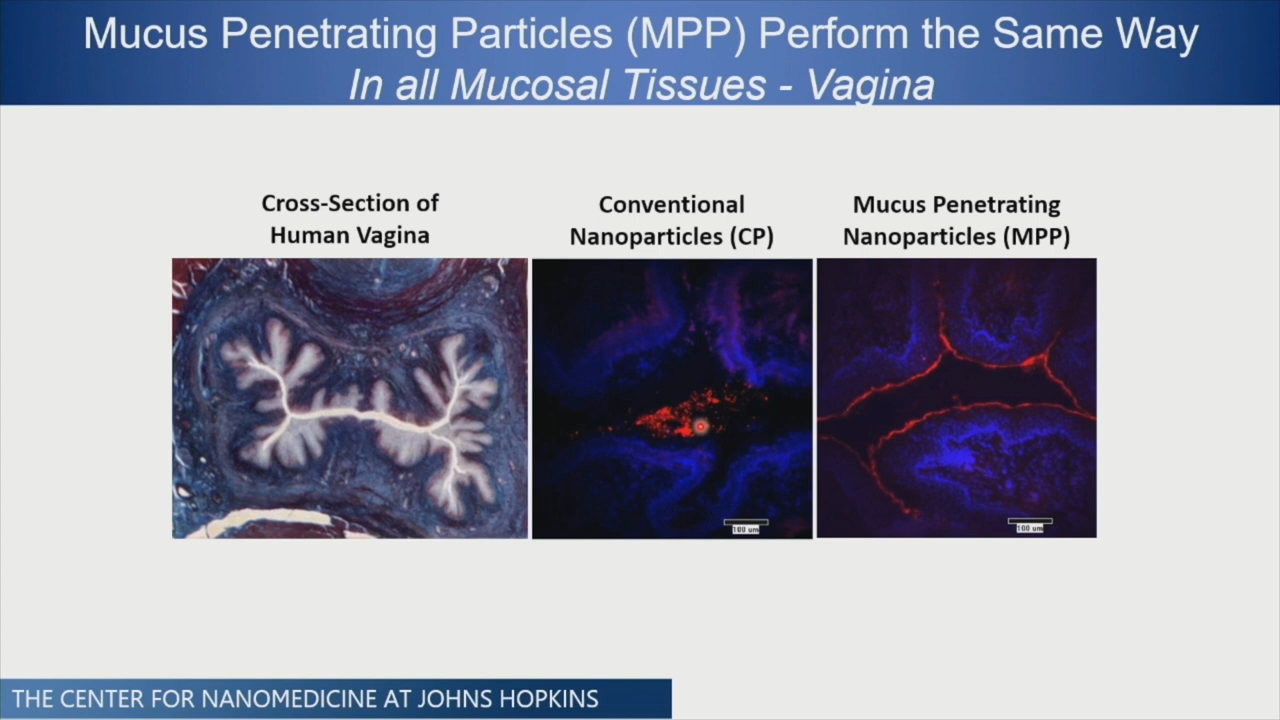 Mucus Penetrating Particles (MPP) Perform the Same Way
In all Mucosal Tissues - Vagina
Cross-Section of
Human Vagina
Conventional
Nanoparticles (CP)
Mucus Penetrating
Nanoparticles (MPP)
100 um
100 um
THE CENTER FOR NANOMEDICINE AT JOHNS HOPKINS